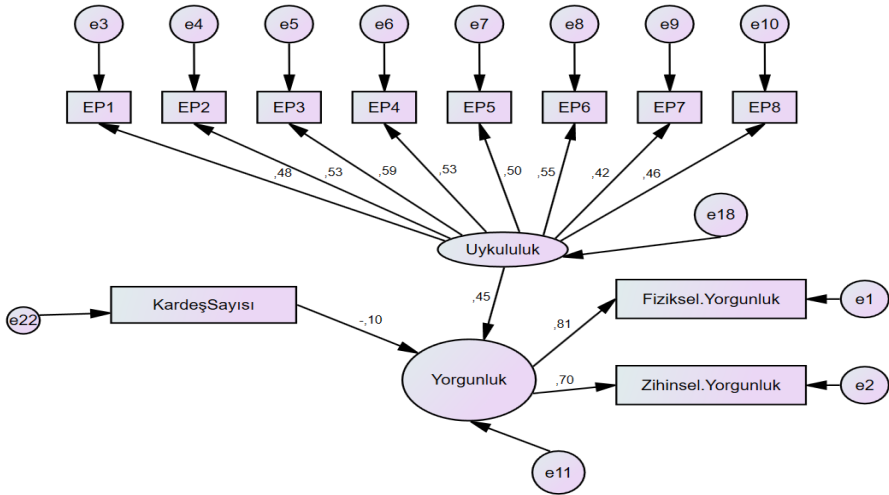 e3 e4 e5 e6 e7 e8 e9 e10
EP1 EP2 EP3 EP4 EP5 EP6 EP7 EP8
,48 ,53 ,59 ,53 ,50 ,55 ,42 ,46
e18
Uykululuk
,45
KardeşSayısı
Fiziksel.Yorgunluk
e1
e22
-,10
,81
Yorgunluk
,70
Zihinsel.Yorgunluk
e2
e11